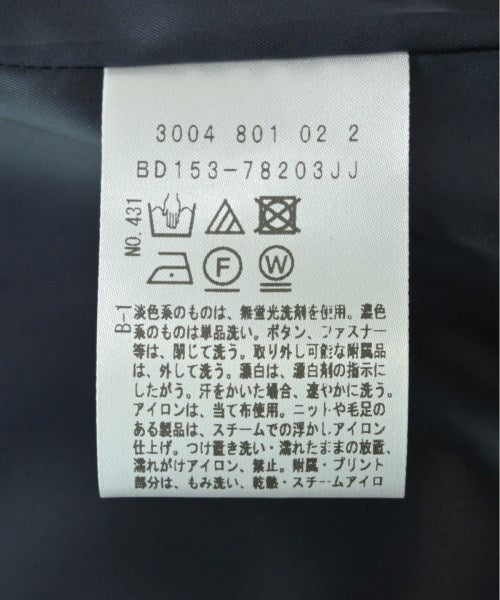 3004 801 02 2
BD153-78203JJ
NO.431
F
W
B-1
淡色系のものは、無蛍光洗剤を使用。濃色
系のものは単品洗い。ボタン、ファスナー
等は、閉じて洗う。取り外し可能な附属品
は、外して洗う。漂白は、漂白剤の指示に
したがう。汗をかいた場合、速やかに洗う。
アイロンは、当て布使用。ニットや毛足の
ある製品は、スチームでの浮かしアイロン
仕上げ。つけ置き洗い・濡れたままの放置、
濡れがけアイロン、禁止。附属・プリント
部分は、もみ洗い、乾熱・スチームアイロ